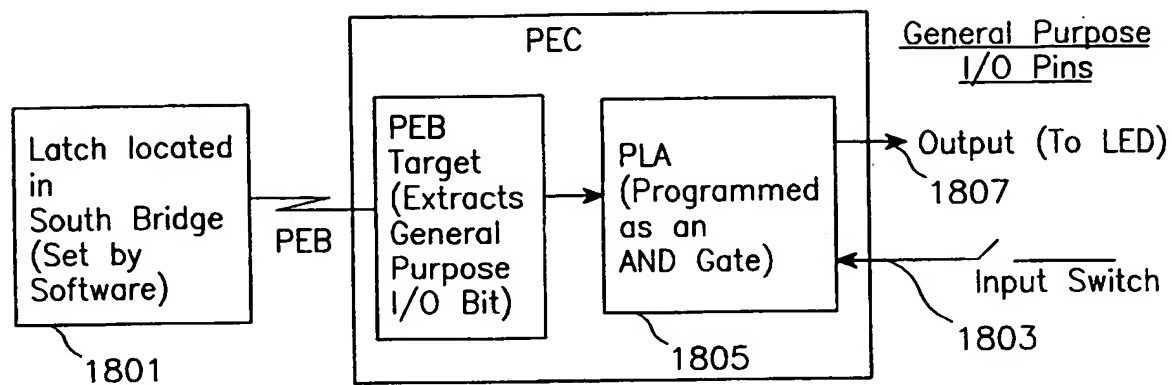 PEC
General Purpose
I/O Pins
Latch located
in
South Bridge
(Set by
Software)
1801
PEB
PEB
Target
(Extracts
General
Purpose
I/O Bit)
PLA
(Programmed
as an
AND Gate)
1805
Output (To LED)
1807
Input Switch
1803